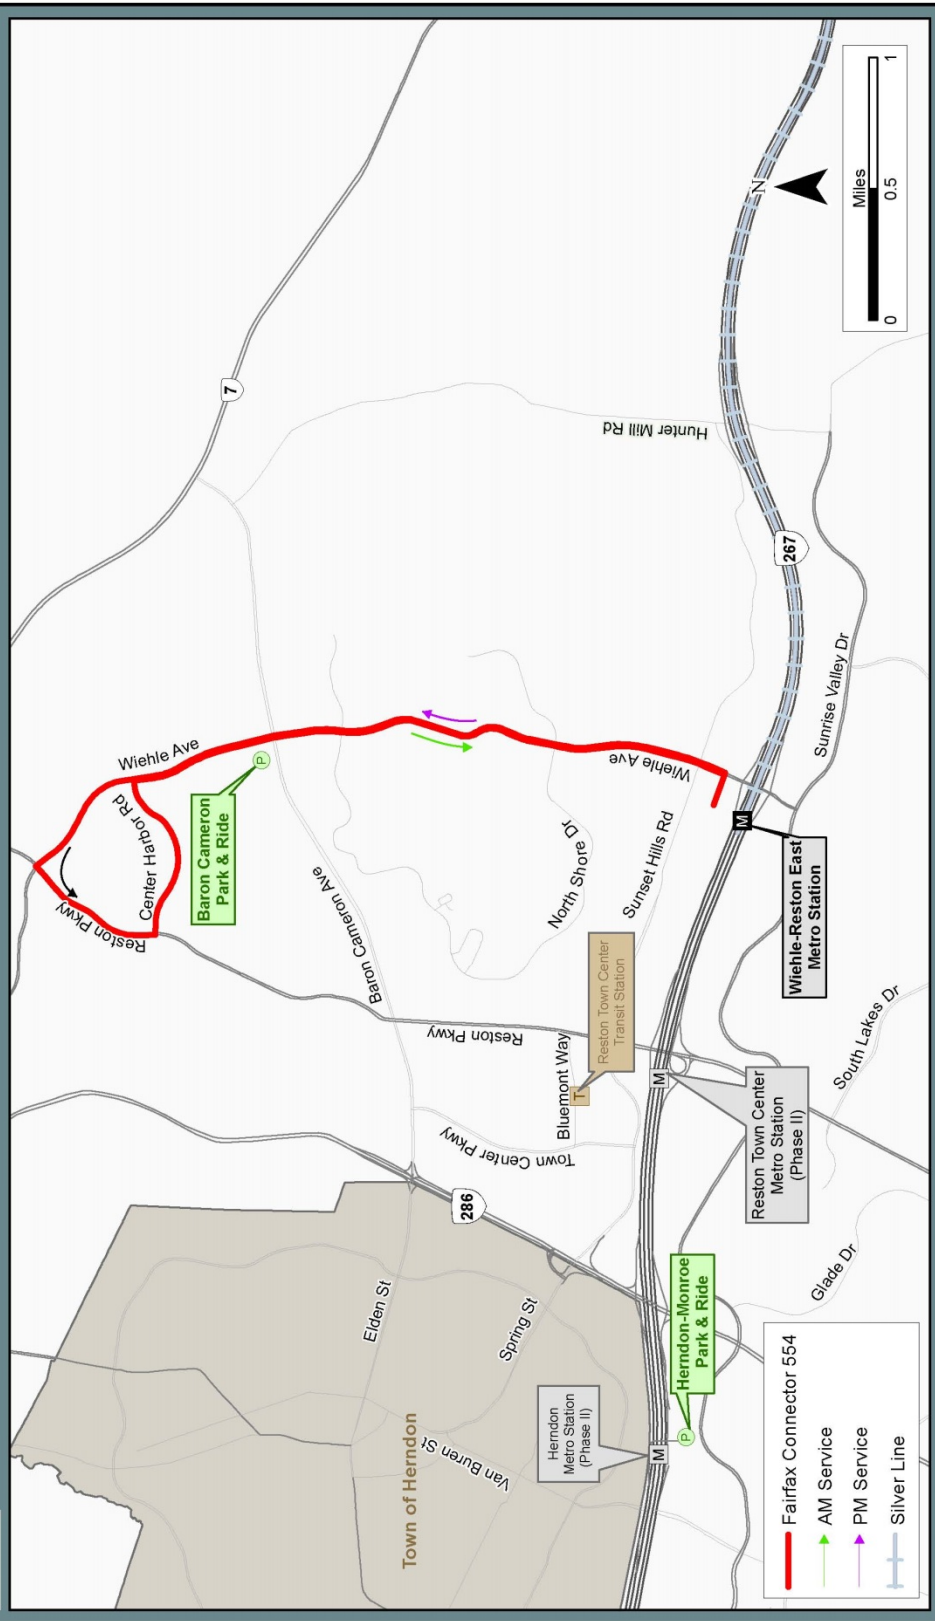 7
Wiehle Ave
Center Harbor Rd
Reston Pkwy
Baron Cameron
Park & Ride
P
Baron Cameron Ave
Hunter Mill Rd
Reston Pkwy
286
Elden St
Town of Herndon
Van Buren St
Spring St
Town Center Pkwy
Bluemont Way
T
Reston Town Center
Transit Station
North Shore Dr
Sunset Hills Rd
Wiehle Ave
267
Sunrise Valley Dr
M
Wiehle-Reston East
Metro Station
M
Reston Town Center
Metro Station
(Phase II)
South Lakes Dr
Glade Dr
Herndon
Metro Station
(Phase II)
M
P
Herndon-Monroe
Park & Ride
Fairfax Connector 554
AM Service
PM Service
Silver Line
N
Miles
0 0.5 1